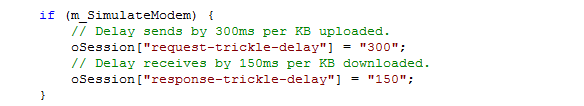 if (m_SimulateModem) {
// Delay sends by 300ms per KB uploaded.
oSession["request-trickle-delay"] = "300";
// Delay receives by 150ms per KB downloaded.
oSession["response-trickle-delay"] = "150";
}